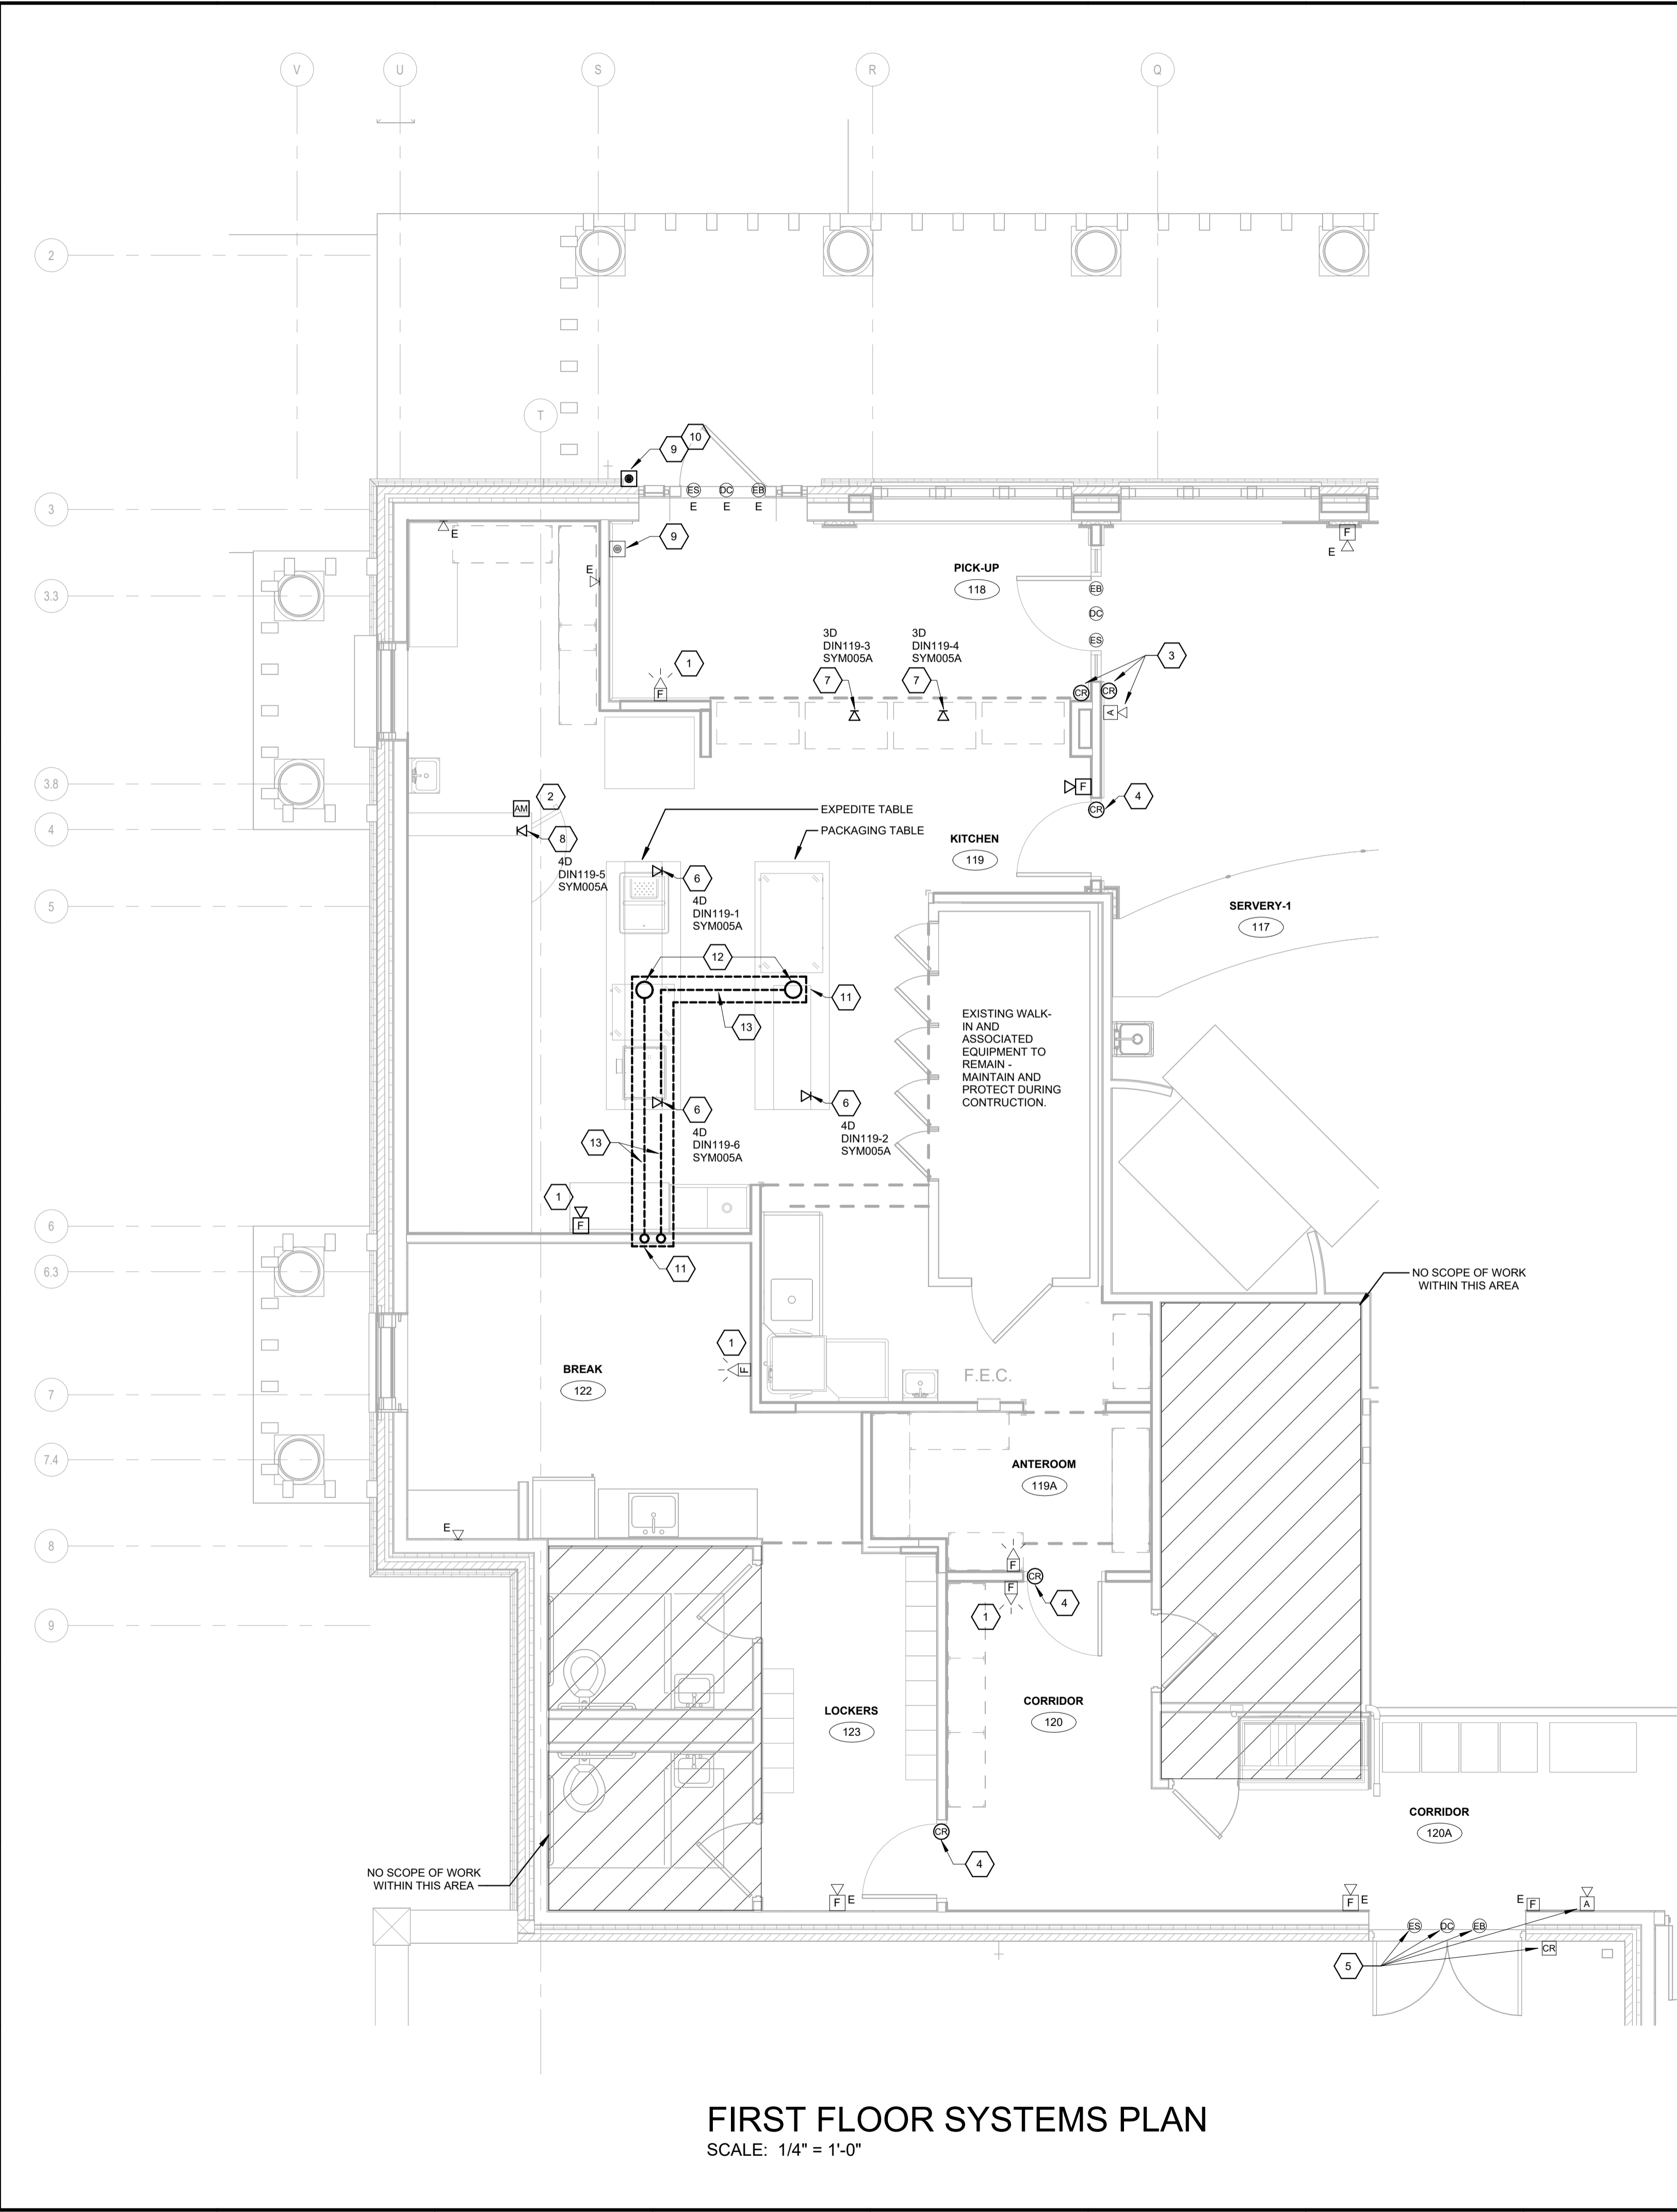 V U S R Q
2
T
10
9
3
ES DC EB
E E E
E
F
E
9
E
PICK-UP
118
3.3
EB
DC
ES
3D
DIN119-3
SYM005A
3D
DIN119-4
SYM005A
3
1
7
7
F
CR
CR
A
3.8
F
AM
2
4
CR
EXPEDITE TABLE
PACKAGING TABLE
4
8
4D
DIN119-5
SYM005A
KITCHEN
119
6
4D
DIN119-1
SYM005A
5
SERVERY-1
117
12
11
13
EXISTING WALK-
IN AND
ASSOCIATED
EQUIPMENT TO
REMAIN -
MAINTAIN AND
PROTECT DURING
CONTRUCTION.
6
4D
DIN119-6
SYM005A
6
4D
DIN119-2
SYM005A
13
1
F
6
11
6.3
NO SCOPE OF WORK
WITHIN THIS AREA
1
F
BREAK
122
F.E.C.
7
7.4
ANTEROOM
119A
E
8
F
F
CR
1
4
9
LOCKERS
123
CORRIDOR
120
CORRIDOR
120A
CR
4
NO SCOPE OF WORK
WITHIN THIS AREA
F E
F E
E F
A
ES DC EB
CR
5
FIRST FLOOR SYSTEMS PLAN
SCALE: 1/4" = 1'-0"